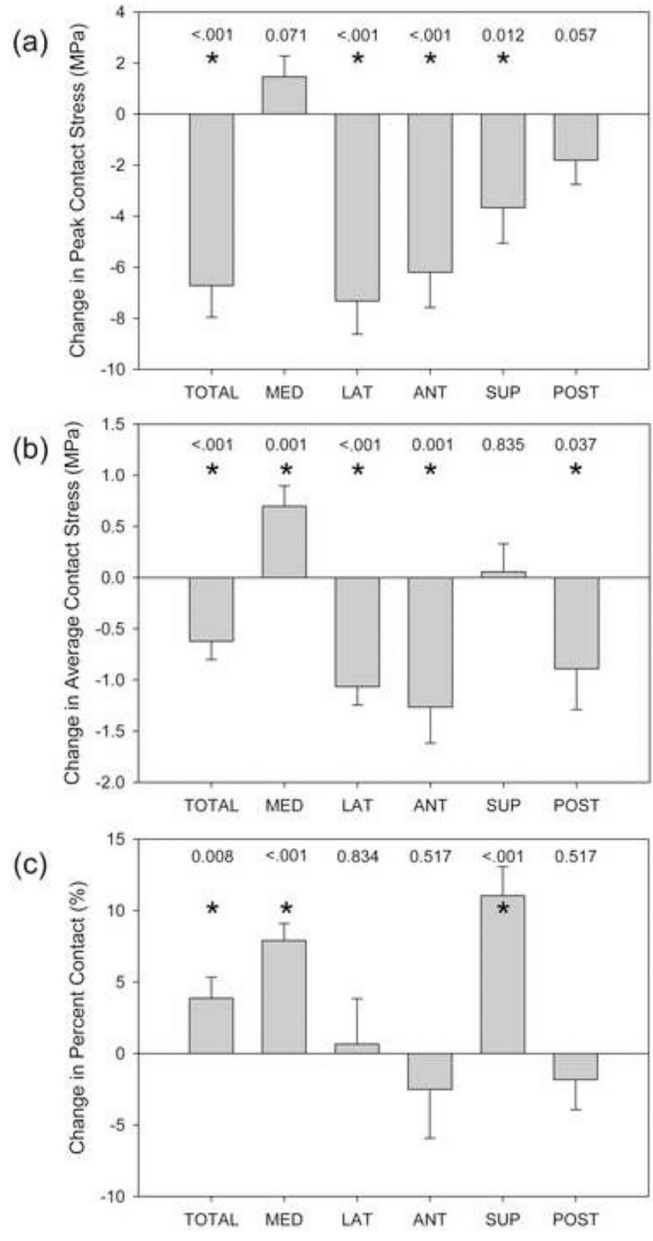 (a)
Change in Peak Contact Stress (MPa)
4
2
0
-2
-4
-6
-8
-10
<.001 0.071 <.001 <.001 0.012 0.057
* * * *
TOTAL MED LAT ANT SUP POST
(b)
Change in Average Contact Stress (MPa)
1.5
1.0
0.5
0.0
-0.5
-1.0
-1.5
-2.0
<.001 0.001 <.001 0.001 0.835 0.037
* * * * *
TOTAL MED LAT ANT SUP POST
(c)
Change in Percent Contact (%)
15
10
5
0
-5
-10
0.008 <.001 0.834 0.517 <.001 0.517
* * *
TOTAL MED LAT ANT SUP POST